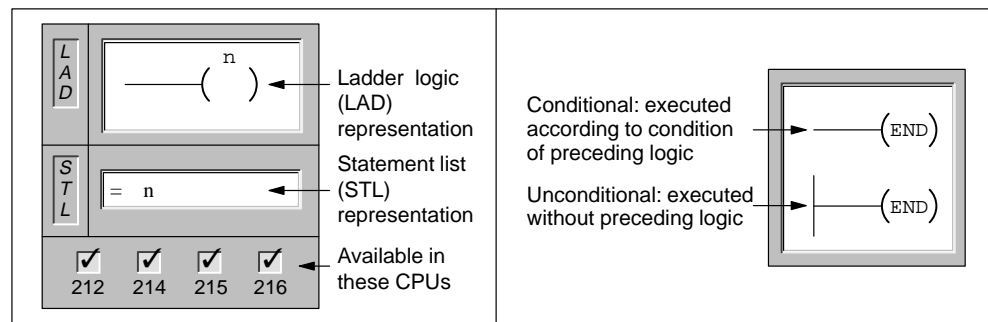 L
A
D
n
( )
Ladder logic
(LAD)
representation
S
T
L
= n
Statement list
(STL)
representation
212 214 215 216
Available in
these CPUs
Conditional: executed
according to condition
of preceding logic
(END)
Unconditional: executed
without preceding logic
(END)